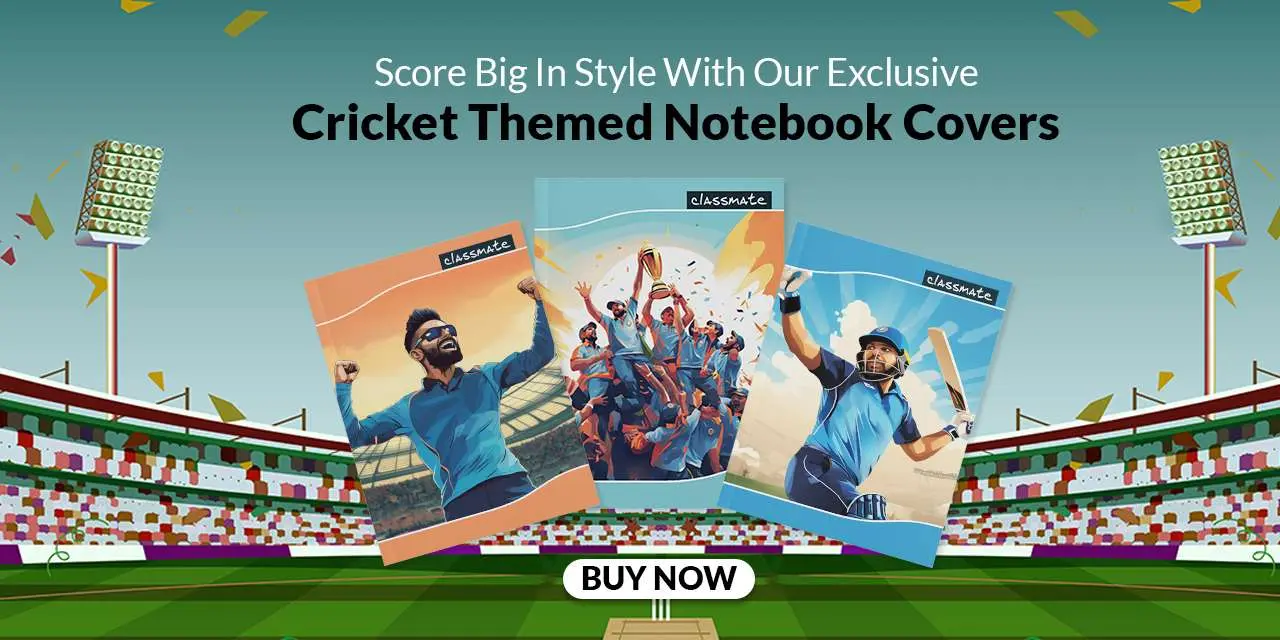 Score Big In Style With Our Exclusive
Cricket Themed Notebook Covers
classmate
classmate
classmate
BUY NOW